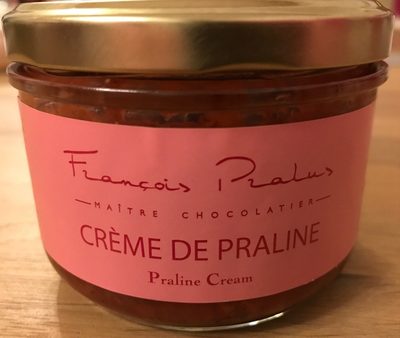 François Pralus
MAÎTRE CHOCOLATIER
CRÈME DE PRALINE
Praline Cream